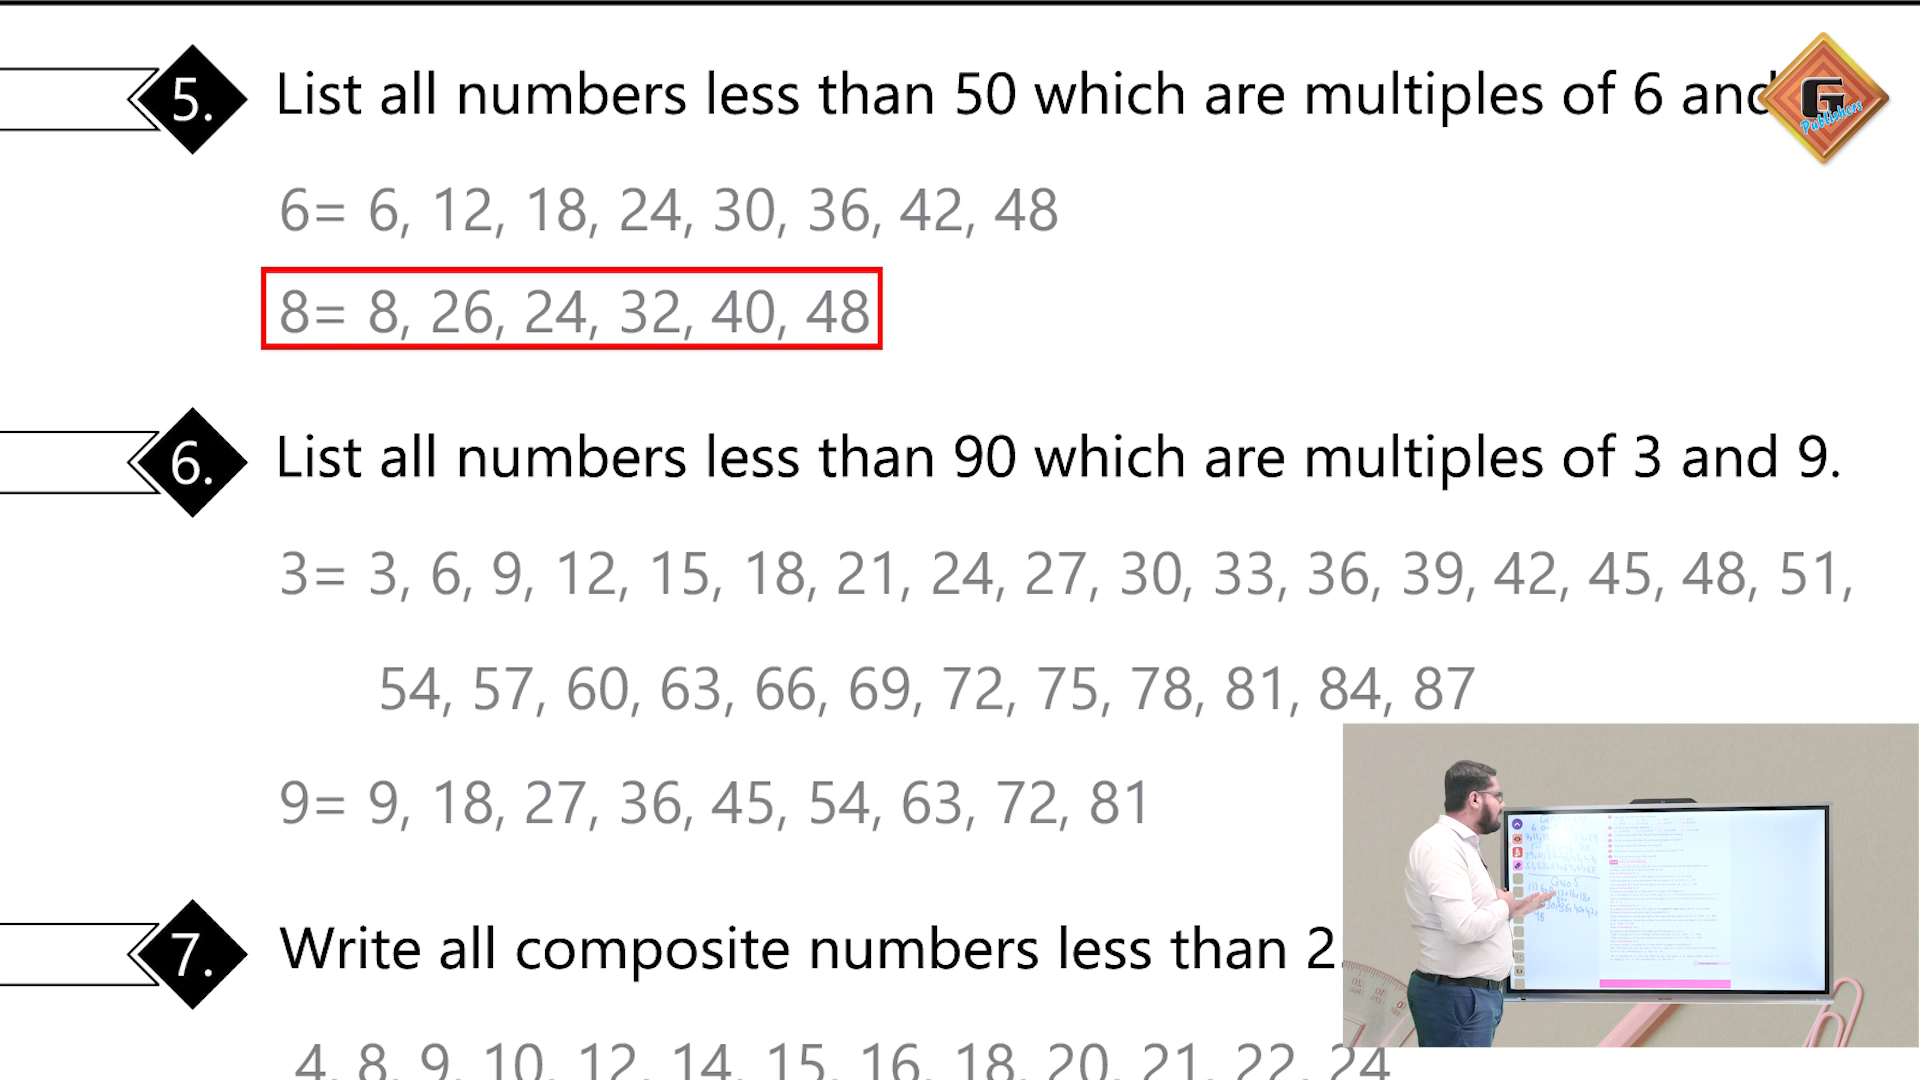 5. List all numbers less than 50 which are multiples of 6 and
G
Publishers
6= 6, 12, 18, 24, 30, 36, 42, 48
8= 8, 26, 24, 32, 40, 48
6. List all numbers less than 90 which are multiples of 3 and 9.
3= 3, 6, 9, 12, 15, 18, 21, 24, 27, 30, 33, 36, 39, 42, 45, 48, 51,
54, 57, 60, 63, 66, 69, 72, 75, 78, 81, 84, 87
9= 9, 18, 27, 36, 45, 54, 63, 72, 81
7. Write all composite numbers less than 2
4, 8, 9, 10, 12, 14, 15, 16, 18, 20, 21, 22, 24